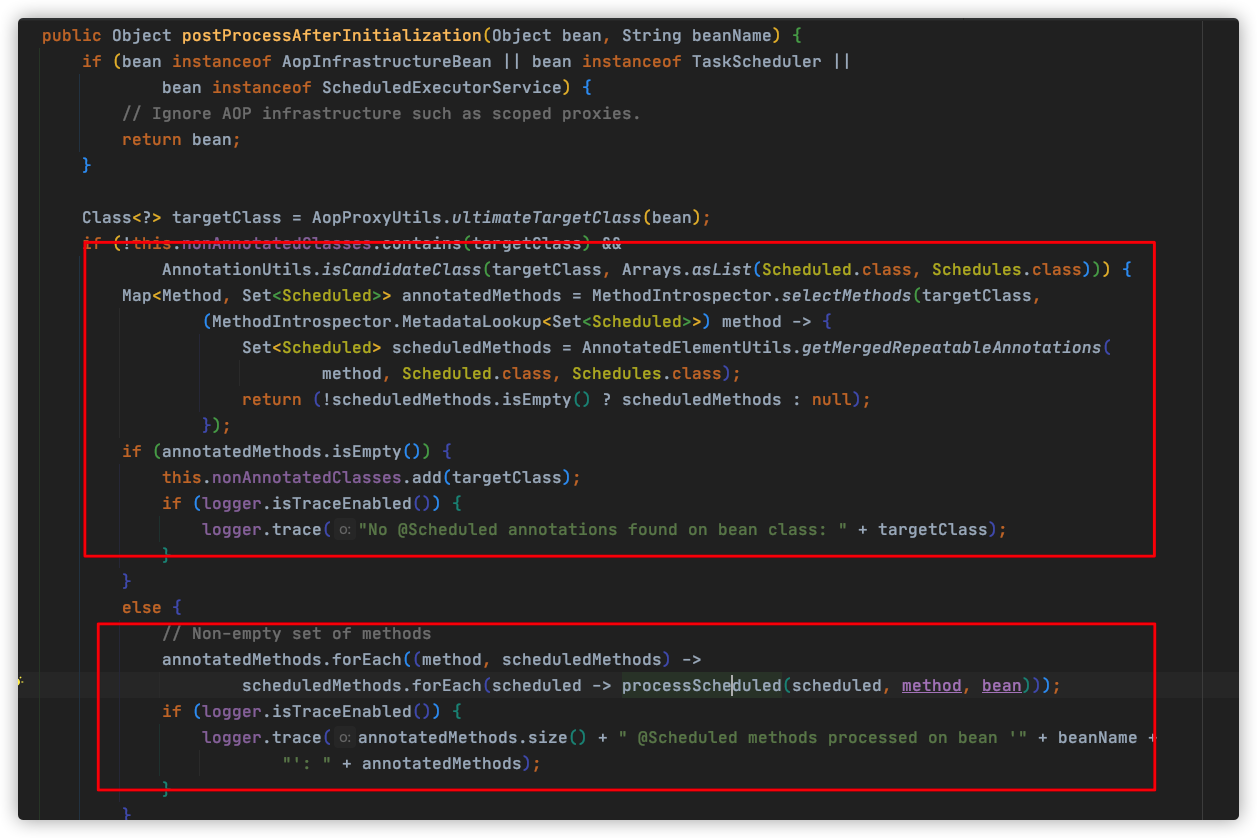 public Object postProcessAfterInitialization(Object bean, String beanName) {
if (bean instanceof AopInfrastructureBean || bean instanceof TaskScheduler ||
bean instanceof ScheduledExecutorService) {
// Ignore AOP infrastructure such as scoped proxies.
return bean;
}
Class<?> targetClass = AopProxyUtils.ultimateTargetClass(bean);
if (!this.nonAnnotatedClasses.contains(targetClass) &&
AnnotationUtils.isCandidateClass(targetClass, Arrays.asList(Scheduled.class, Schedules.class))) {
Map<Method, Set<Scheduled>> annotatedMethods = MethodIntrospector.selectMethods(targetClass,
(MethodIntrospector.MetadataLookup<Set<Scheduled>>) method -> {
Set<Scheduled> scheduledMethods = AnnotatedElementUtils.getMergedRepeatableAnnotations(
method, Scheduled.class, Schedules.class);
return (!scheduledMethods.isEmpty() ? scheduledMethods : null);
});
if (annotatedMethods.isEmpty()) {
this.nonAnnotatedClasses.add(targetClass);
if (logger.isTraceEnabled()) {
logger.trace( o: "No @Scheduled annotations found on bean class: " + targetClass);
}
}
else {
// Non-empty set of methods
annotatedMethods.forEach((method, scheduledMethods) ->
scheduledMethods.forEach(scheduled -> processScheduled(scheduled, method, bean)));
if (logger.isTraceEnabled()) {
logger.trace( o: annotatedMethods.size() + " @Scheduled methods processed on bean '" + beanName +
"': " + annotatedMethods);
}
}